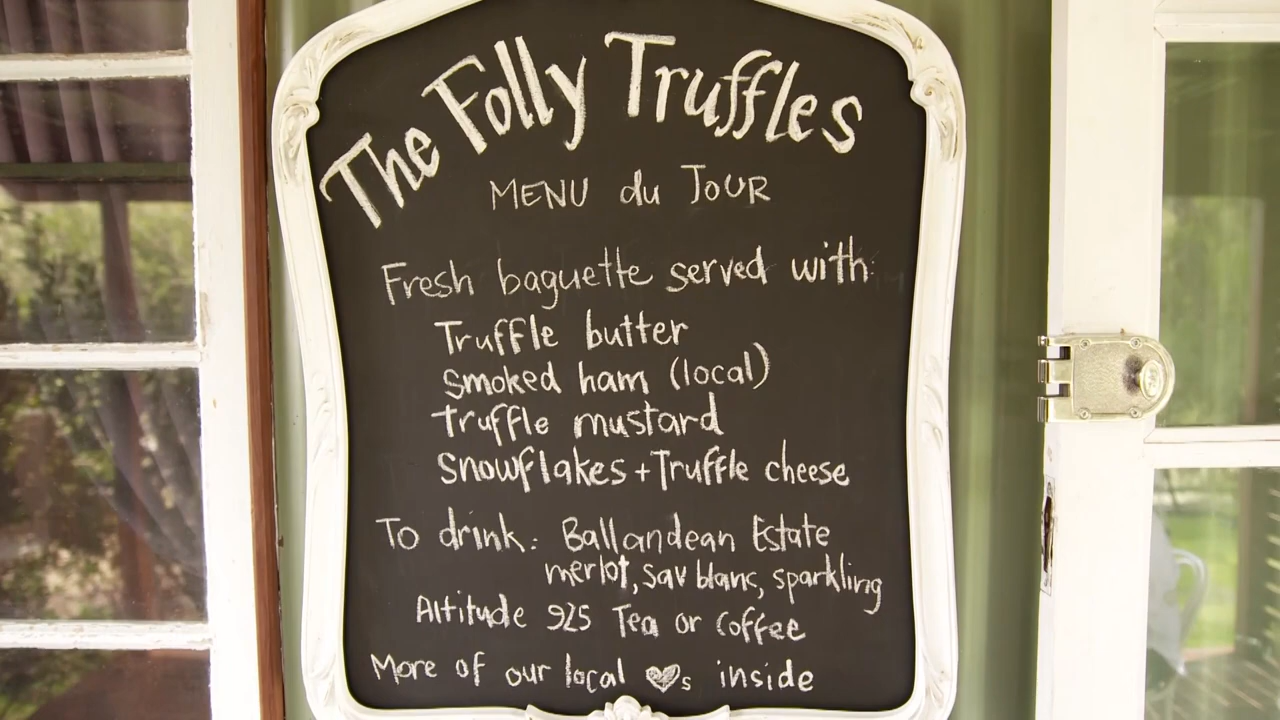 The Folly Truffles
MENU du JOUR
Fresh baguette served with:
Truffle butter
Smoked ham (local)
Truffle mustard
Snowflakes + Truffle cheese
To drink: Ballandean Estate
merlot, sav blanc, sparkling
Altitude 925 Tea or Coffee
More of our local ♥s inside